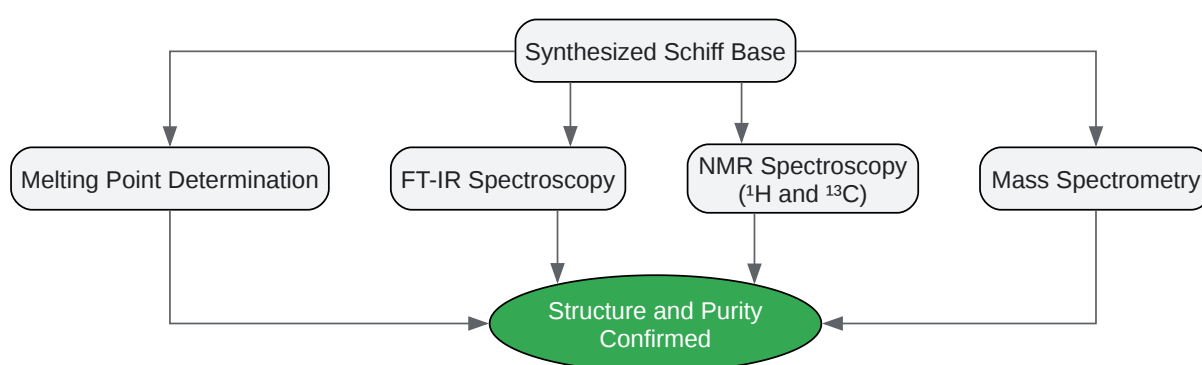 Synthesized Schiff Base
Melting Point Determination
FT-IR Spectroscopy
NMR Spectroscopy
(¹H and ¹³C)
Mass Spectrometry
Structure and Purity
Confirmed